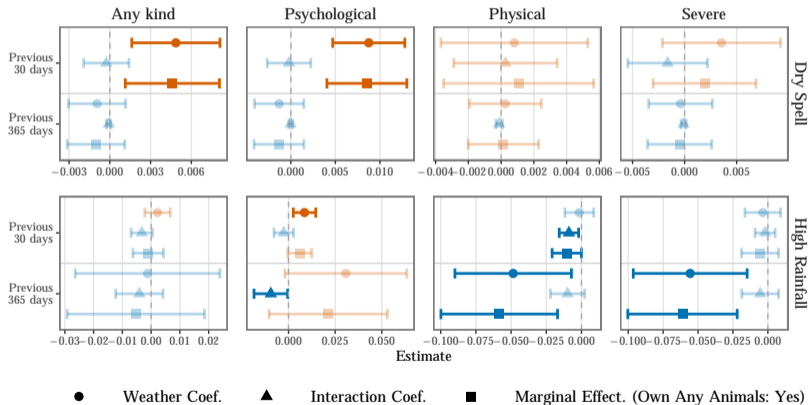 Any kind Psychological Physical Severe
Previous
30 days
Previous
365 days
Dry Spell
−0.003 0.000 0.003 0.006 0.000 0.005 0.010 −0.004 −0.002 0.000 0.002 0.004 0.006 −0.005 0.000 0.005
Previous
30 days
Previous
365 days
High Rainfall
−0.03 −0.02 −0.01 0.00 0.01 0.02 0.000 0.025 0.050 −0.100 −0.075 −0.050 −0.025 0.000 −0.100 −0.075 −0.050 −0.025 0.000
Estimate
Weather Coef. Interaction Coef. Marginal Effect. (Own Any Animals: Yes)